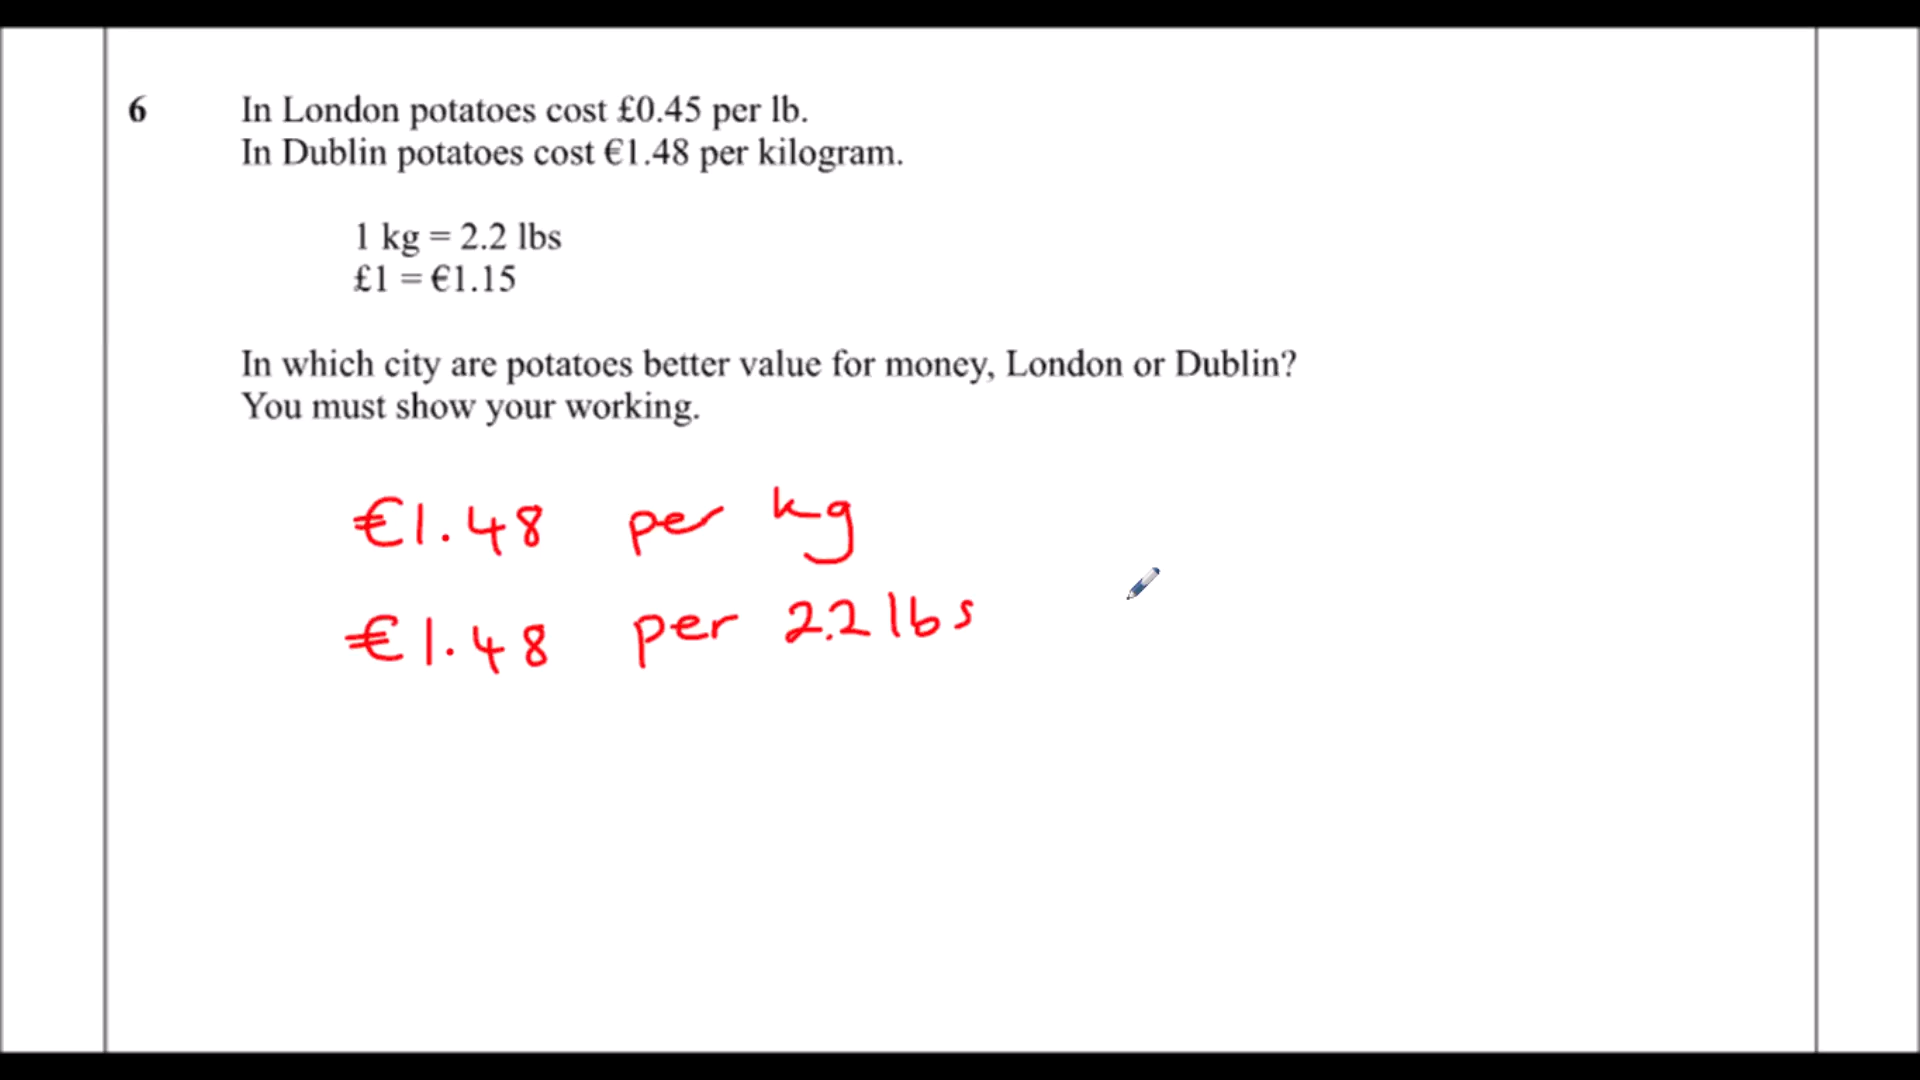 6 In London potatoes cost £0.45 per lb.
In Dublin potatoes cost €1.48 per kilogram.
1 kg = 2.2 lbs
£1 = €1.15
In which city are potatoes better value for money, London or Dublin?
You must show your working.
€1.48 per kg
€1.48 per 2.2 lbs